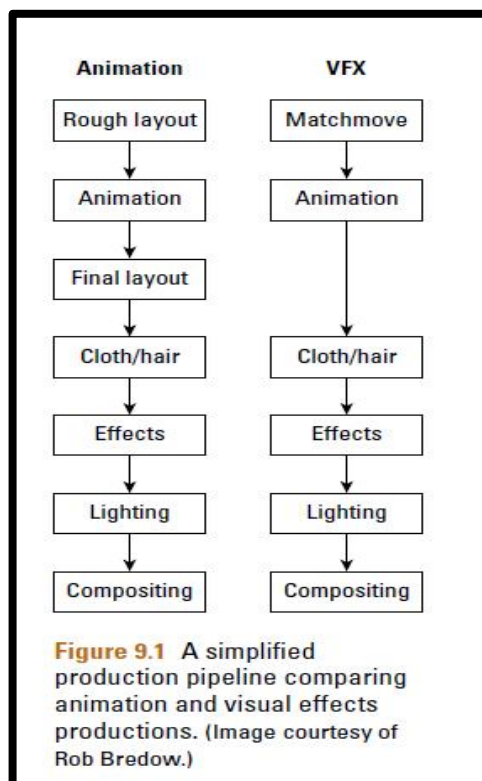 Animation
VFX
Rough layout
Matchmove
Animation
Animation
Final layout
Cloth/hair
Cloth/hair
Effects
Effects
Lighting
Lighting
Compositing
Compositing
Figure 9.1 A simplified
production pipeline comparing
animation and visual effects
productions. (Image courtesy of
Rob Bredow.)